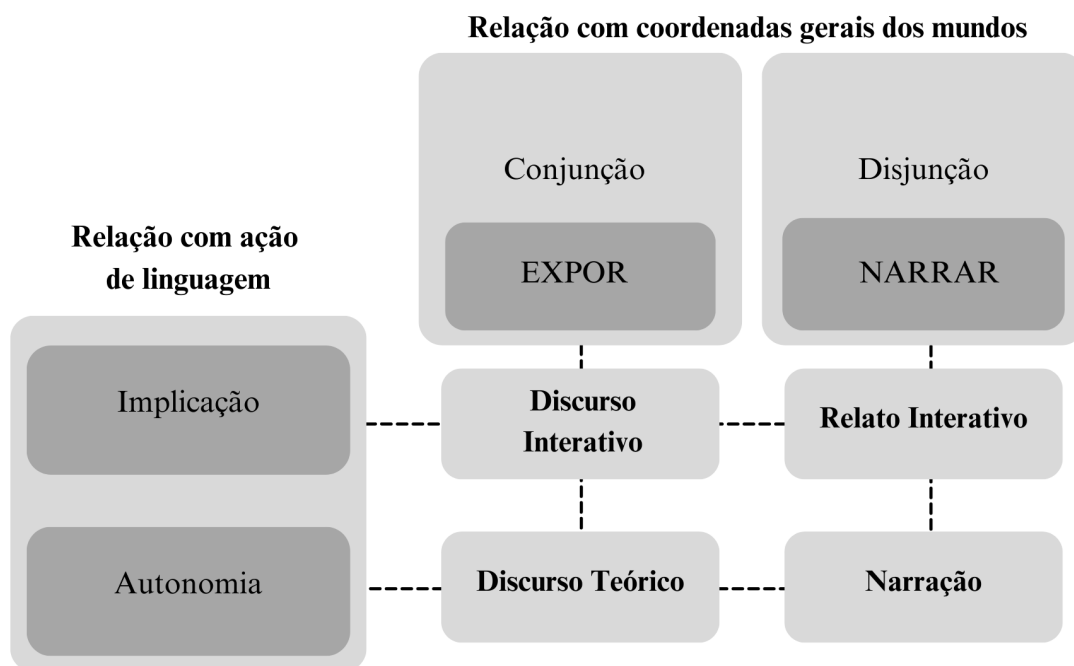 Relação com coordenadas gerais dos mundos
Conjunção
Disjunção
EXPOR
NARRAR
Relação com ação
de linguagem
Implicação
Discurso
Interativo
Relato Interativo
Autonomia
Discurso Teórico
Narração